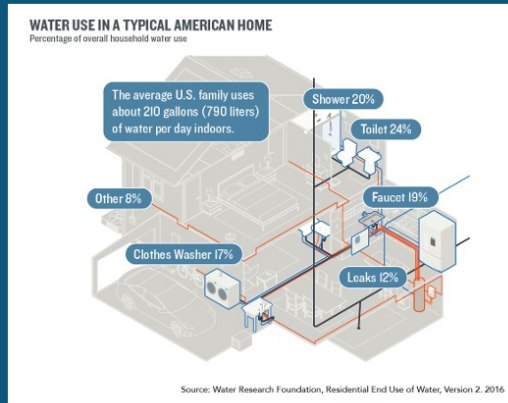 WATER USE IN A TYPICAL AMERICAN HOME
Percentage of overall household water use
The average U.S. family uses
about 210 gallons (790 liters)
of water per day indoors.
Shower 20%
Toilet 24%
Other 8%
Faucet 19%
Clothes Washer 17%
Leaks 12%
Source: Water Research Foundation, Residential End Use of Water, Version 2. 2016